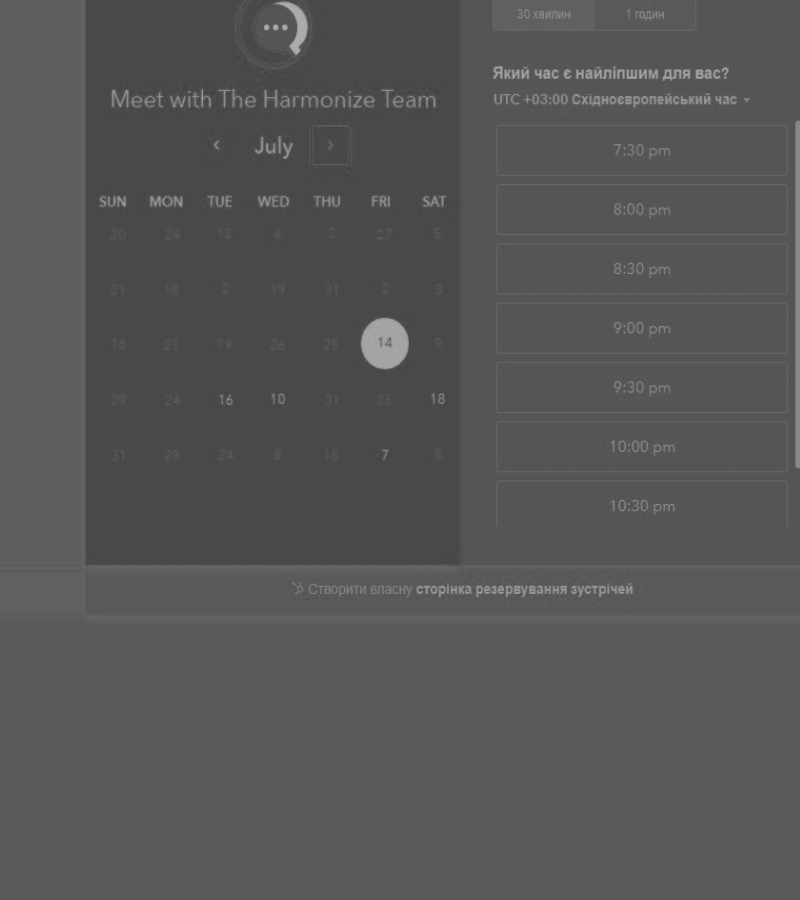 30 хвилин 1 годин
Meet with The Harmonize Team
July
SUN MON TUE WED THU FRI SAT
20 24 12 4 2 27 5
21 18 2 19 31 2 3
16 21 19 26 25 14 9
29 24 16 10 31 25 18
31 29 24 6 18 7 8
Який час є найліпшим для вас?
UTC +03:00 Східноєвропейський час
7:30 pm
8:00 pm
8:30 pm
9:00 pm
9:30 pm
10:00 pm
10:30 pm
Створити власну сторінка резервування зустрічей